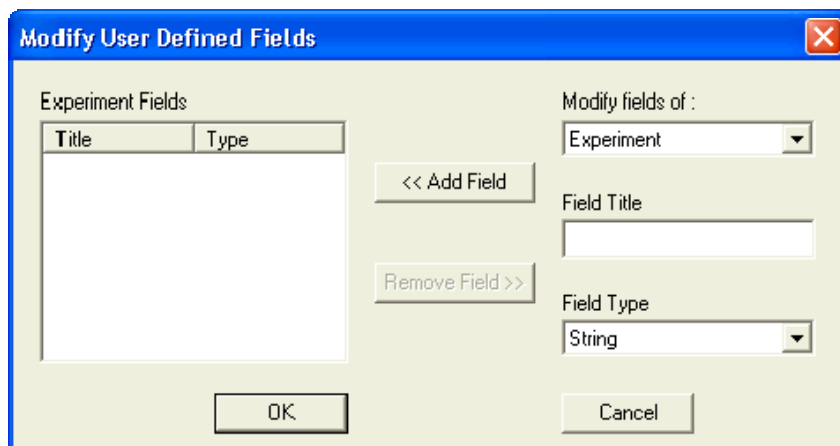 Modify User Defined Fields
Experiment Fields
Title Type
Modify fields of :
Experiment
<< Add Field
Field Title
Remove Field >>
Field Type
String
OK
Cancel